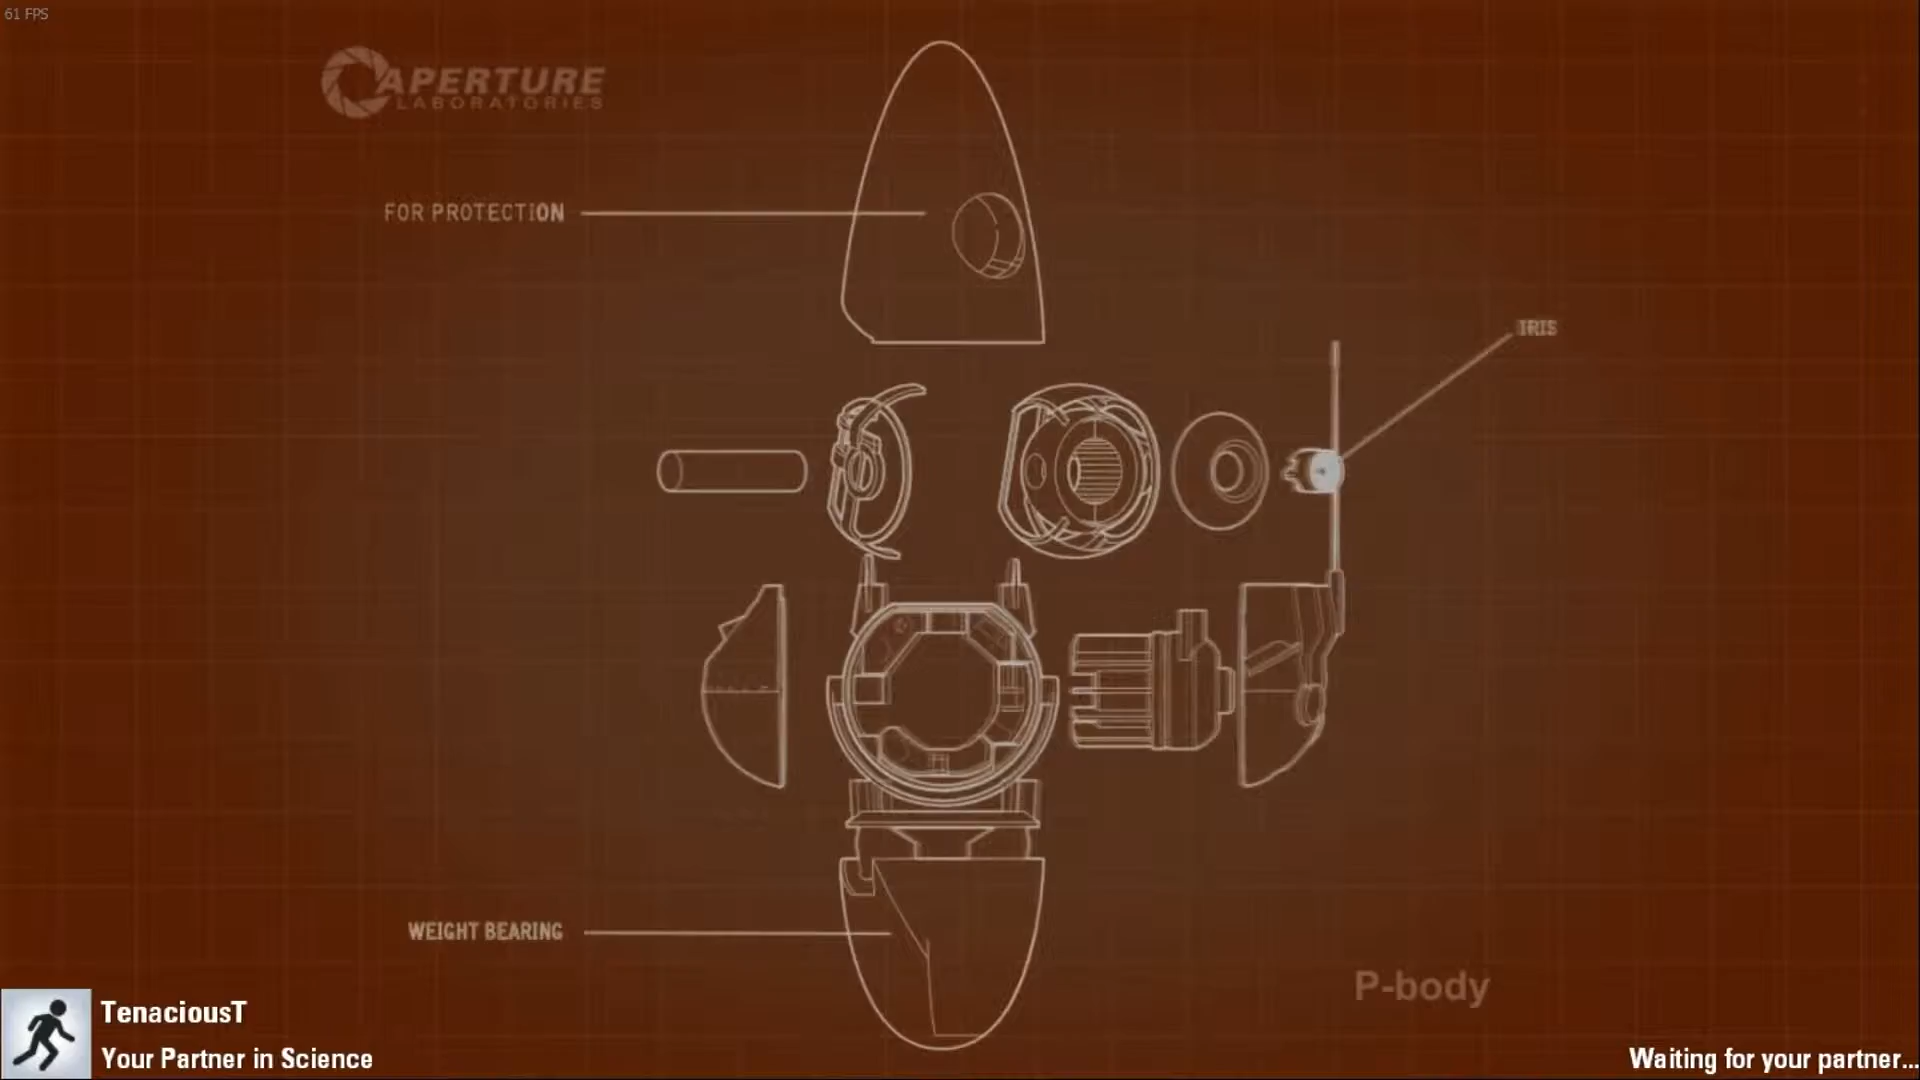 61 FPS
APERTURE
LABORATORIES
FOR PROTECTION
IRIS
WEIGHT BEARING
P-body
TenaciousT
Your Partner in Science
Waiting for your partner...